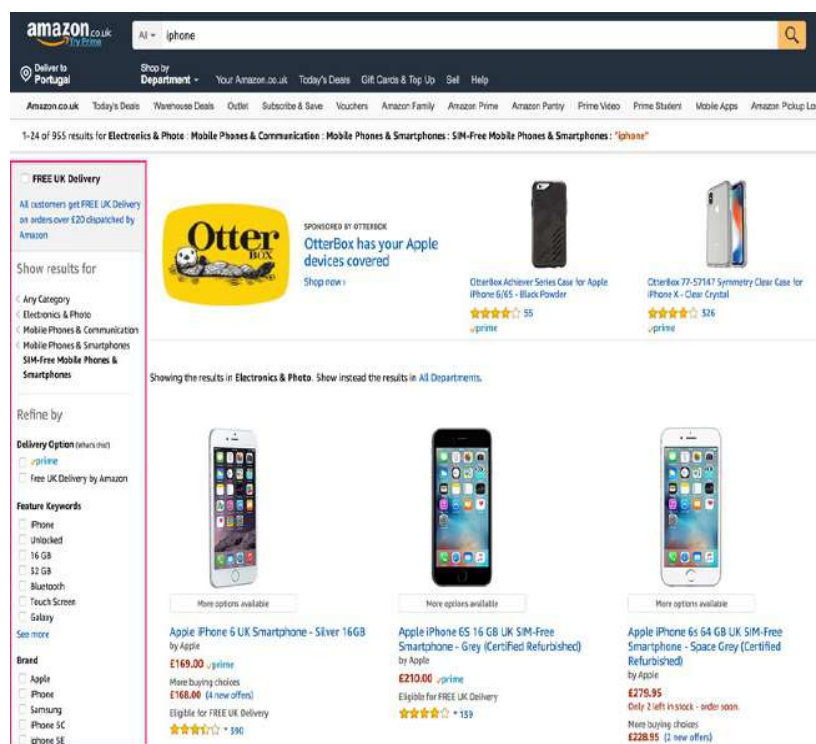 amazon.co.uk
Try Prime
All
iphone
Deliver to
Portugal
Shop by
Department
Your Amazon.co.uk Today's Deals Gift Cards & Top Up Sell Help
Amazon.co.uk Today's Deals Warehouse Deals Outlet Subscribe & Save Vouchers Amazon Family Amazon Prime Amazon Pantry Prime Video Prime Student Mobile Apps Amazon Pickup Lo
1-24 of 955 results for Electronics & Photo : Mobile Phones & Communication : Mobile Phones & Smartphones : SIM-Free Mobile Phones & Smartphones : "iphone"
FREE UK Delivery
All customers get FREE UK Delivery
on orders over £20 dispatched by
Amazon
Show results for
< Any Category
< Electronics & Photo
< Mobile Phones & Communication
< Mobile Phones & Smartphones
SIM-Free Mobile Phones &
Smartphones
Refine by
Delivery Option (What's this?)
prime
Free UK Delivery by Amazon
Feature Keywords
iPhone
Unlocked
16 GB
32 GB
Bluetooth
Touch Screen
Galaxy
See more
Brand
Apple
iPhone
Samsung
iPhone 5C
iphone SE
Otter
BOX
SPONSORED BY OTTERBOX
OtterBox has your Apple
devices covered
Shop now ›
OtterBox Achiever Series Case for Apple
iPhone 6/6S - Black Powder
55
prime
OtterBox 77-57147 Symmetry Clear Case for
iPhone X - Clear Crystal
326
prime
Showing the results in Electronics & Photo. Show instead the results in All Departments.
More options available
Apple iPhone 6 UK Smartphone - Silver 16GB
by Apple
£169.00 prime
More buying choices
£168.00 (4 new offers)
Eligible for FREE UK Delivery
390
More options available
Apple iPhone 6S 16 GB UK SIM-Free
Smartphone - Grey (Certified Refurbished)
by Apple
£210.00 prime
Eligible for FREE UK Delivery
159
More options available
Apple iPhone 6s 64 GB UK SIM-Free
Smartphone - Space Grey (Certified
Refurbished)
by Apple
£279.95
Only 2 left in stock - order soon.
More buying choices
£228.95 (2 new offers)